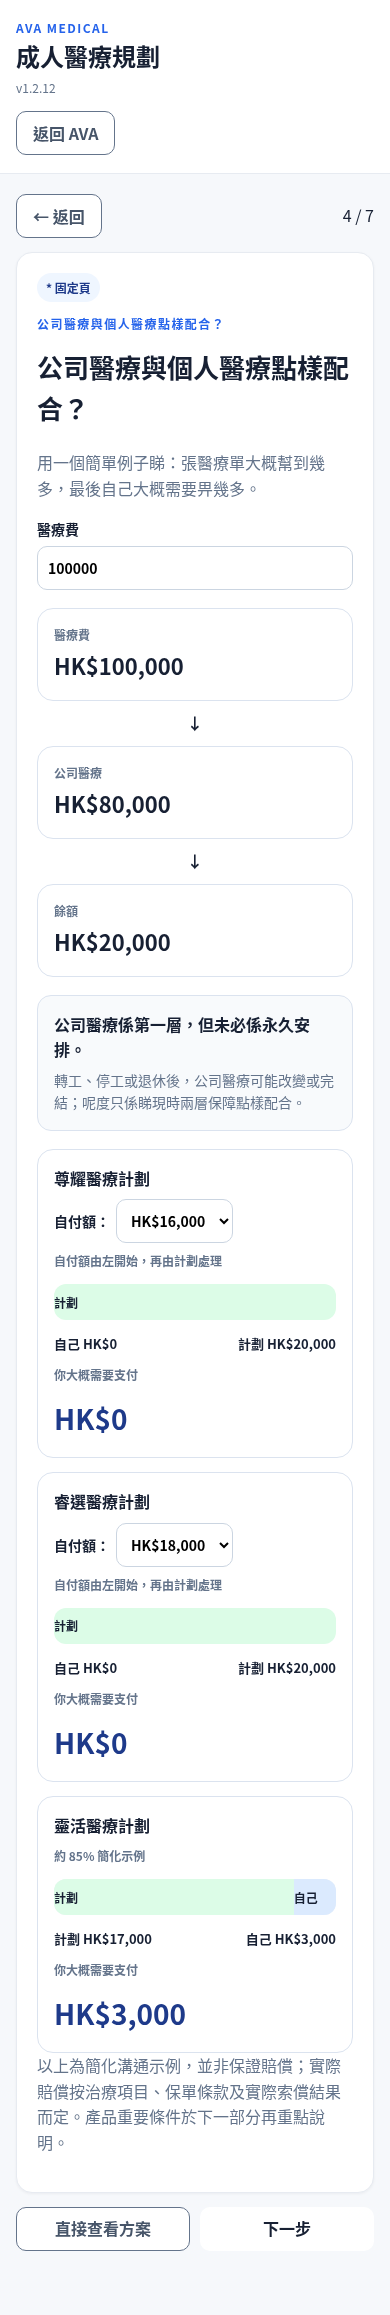 AVA MEDICAL
成人醫療規劃
v1.2.12
返回 AVA
← 返回
4 / 7
* 固定頁
公司醫療與個人醫療點樣配合？
公司醫療與個人醫療點樣配
合？
用一個簡單例子睇：張醫療單大概幫到幾
多，最後自己大概需要畀幾多。
醫療費
100000
醫療費
HK$100,000
↓
公司醫療
HK$80,000
↓
餘額
HK$20,000
公司醫療係第一層，但未必係永久安
排。
轉工、停工或退休後，公司醫療可能改變或完
結；呢度只係睇現時兩層保障點樣配合。
尊耀醫療計劃
自付額： HK$16,000
自付額由左開始，再由計劃處理
計劃
自己 HK$0
計劃 HK$20,000
你大概需要支付
HK$0
睿選醫療計劃
自付額： HK$18,000
自付額由左開始，再由計劃處理
計劃
自己 HK$0
計劃 HK$20,000
你大概需要支付
HK$0
靈活醫療計劃
約 85% 簡化示例
計劃
自己
計劃 HK$17,000
自己 HK$3,000
你大概需要支付
HK$3,000
以上為簡化溝通示例，並非保證賠償；實際
賠償按治療項目、保單條款及實際索償結果
而定。產品重要條件於下一部分再重點說
明。
直接查看方案
下一步